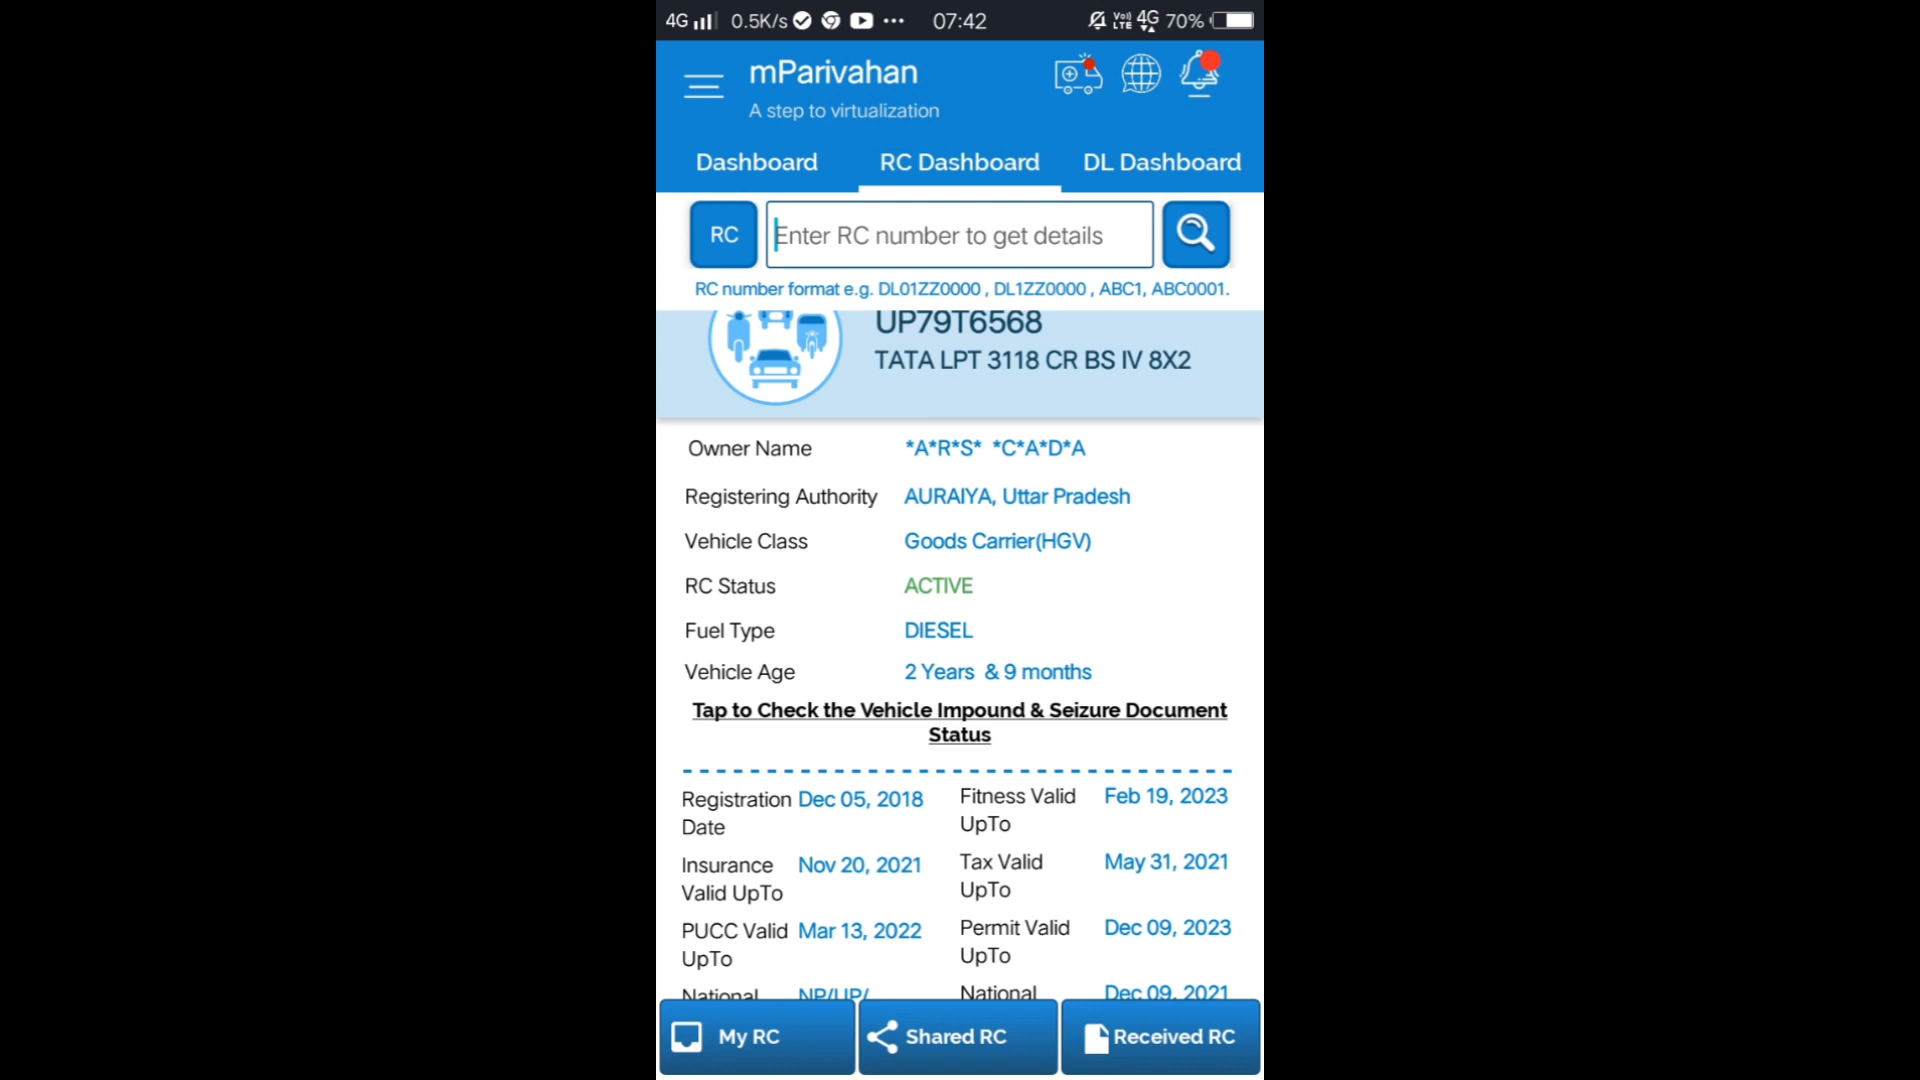 4G 0.5K/s 07:42 Vo) LTE 4G 70%
mParivahan
A step to virtualization
Dashboard RC Dashboard DL Dashboard
RC Enter RC number to get details
RC number format e.g. DL01ZZ0000 , DL1ZZ0000 , ABC1, ABC0001.
UP79T6568
TATA LPT 3118 CR BS IV 8X2
Owner Name *A*R*S* *C*A*D*A
Registering Authority AURAIYA, Uttar Pradesh
Vehicle Class Goods Carrier(HGV)
RC Status ACTIVE
Fuel Type DIESEL
Vehicle Age 2 Years & 9 months
Tap to Check the Vehicle Impound & Seizure Document
Status
Registration Date Dec 05, 2018 Fitness Valid UpTo Feb 19, 2023
Insurance Valid UpTo Nov 20, 2021 Tax Valid UpTo May 31, 2021
PUCC Valid UpTo Mar 13, 2022 Permit Valid UpTo Dec 09, 2023
National NP/UP/ National Dec 09, 2021
My RC Shared RC Received RC